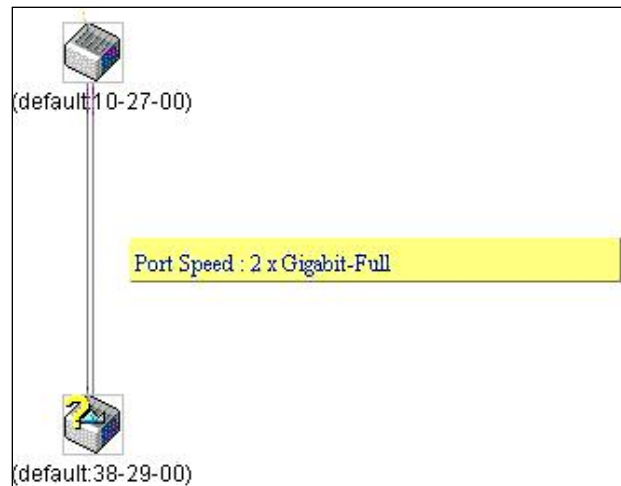 (default:10-27-00)
Port Speed : 2 x Gigabit-Full
(default:38-29-00)